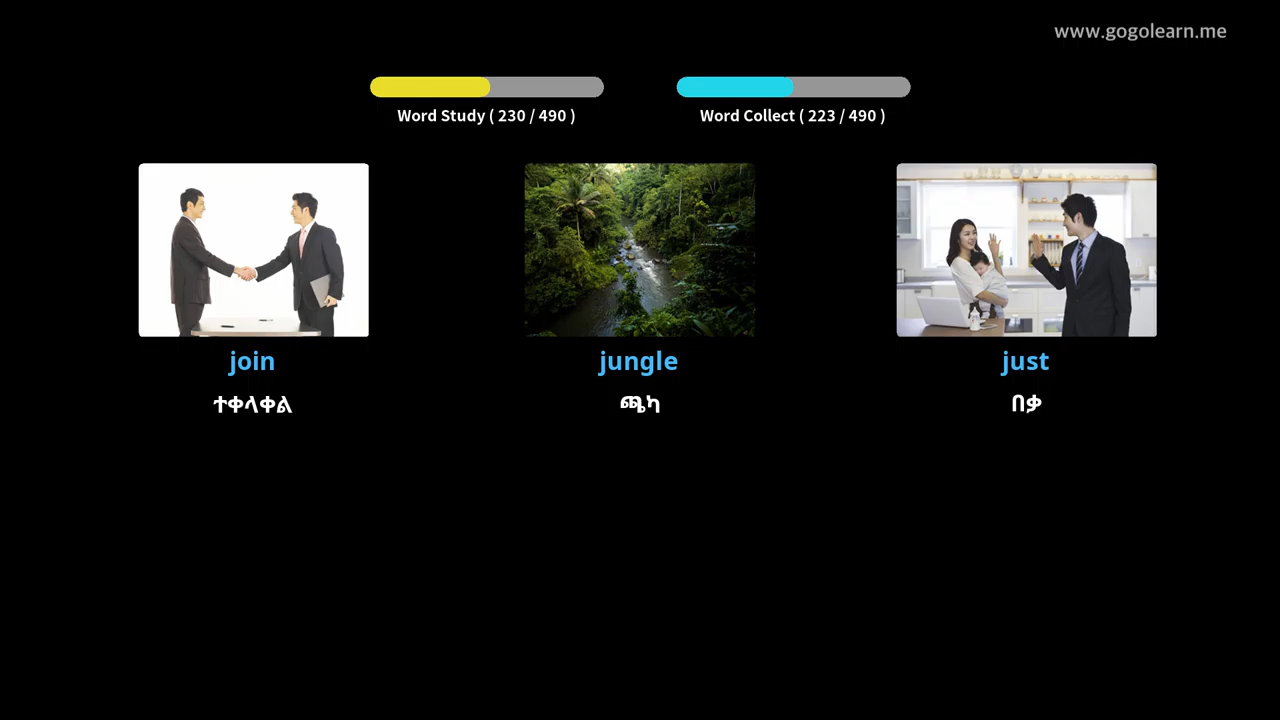 www.gogolearn.me
Word Study ( 230 / 490 )
Word Collect ( 223 / 490 )
join
jungle
just
ተቀላቀል
ጫካ
በቃ